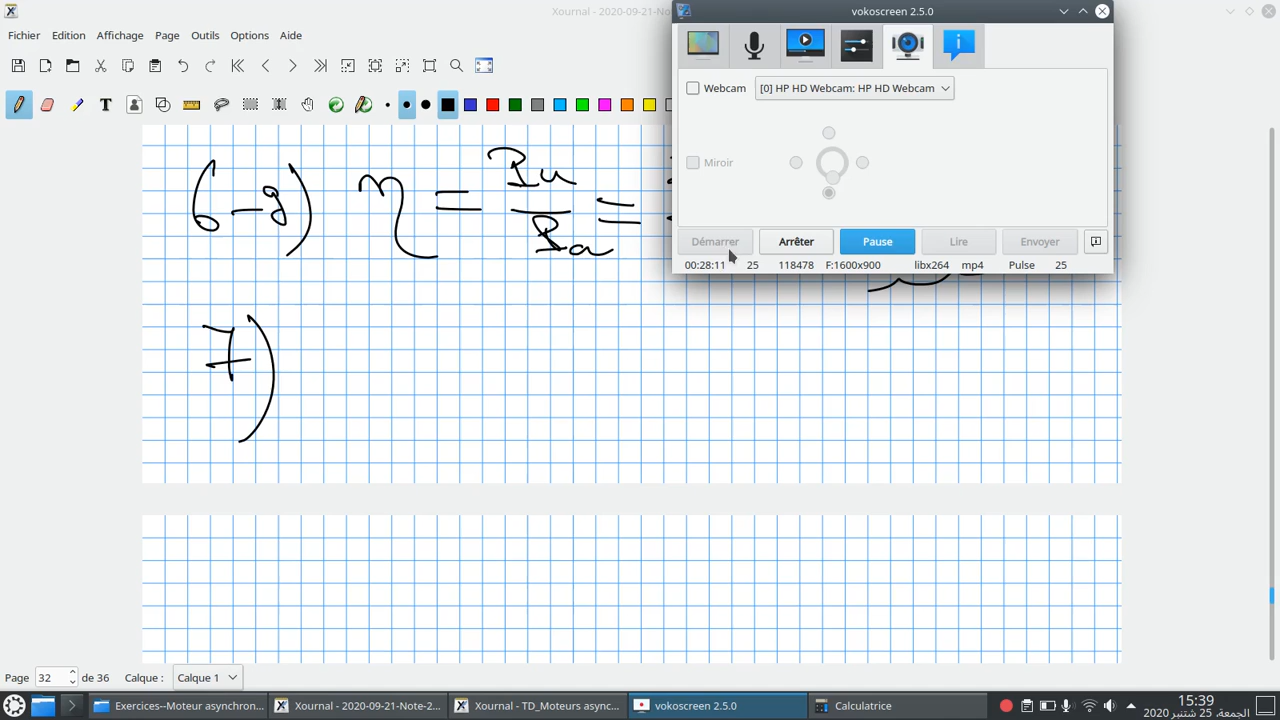 Xournal - 2020-09-21-No
vokoscreen 2.5.0
Fichier Edition Affichage Page Outils Options Aide
Webcam
[0] HP HD Webcam: HP HD Webcam
Miroir
Démarrer Arrêter Pause Lire Envoyer
00:28:11 25 118478 F:1600x900 libx264 mp4 Pulse 25
6-g) η = Pu / Pa =
7)
Page 32 de 36 Calque : Calque 1
Exercices--Moteur asynchron...
Xournal - 2020-09-21-Note-2...
Xournal - TD_Moteurs async...
vokoscreen 2.5.0
Calculatrice
15:39
الجمعة, 25 شتنبر 2020